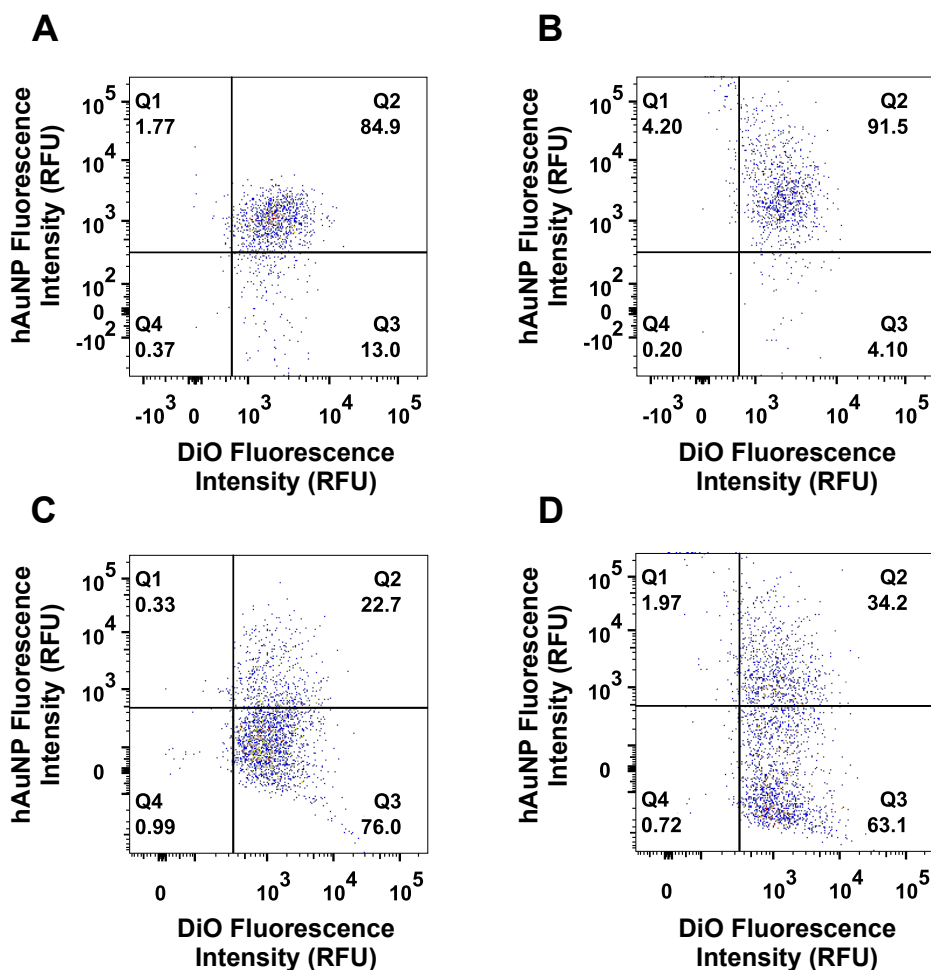 A
hAuNP Fluorescence
Intensity (RFU)
10^5
10^4
10^3
10^2
0
-10^2
Q1
1.77
Q2
84.9
Q4
0.37
Q3
13.0
-10^3 0 10^3 10^4 10^5
DiO Fluorescence
Intensity (RFU)
B
hAuNP Fluorescence
Intensity (RFU)
10^5
10^4
10^3
10^2
0
-10^2
Q1
4.20
Q2
91.5
Q4
0.20
Q3
4.10
-10^3 0 10^3 10^4 10^5
DiO Fluorescence
Intensity (RFU)
C
hAuNP Fluorescence
Intensity (RFU)
10^5
10^4
10^3
0
Q1
0.33
Q2
22.7
Q4
0.99
Q3
76.0
0 10^3 10^4 10^5
DiO Fluorescence
Intensity (RFU)
D
hAuNP Fluorescence
Intensity (RFU)
10^5
10^4
10^3
0
Q1
1.97
Q2
34.2
Q4
0.72
Q3
63.1
0 10^3 10^4 10^5
DiO Fluorescence
Intensity (RFU)